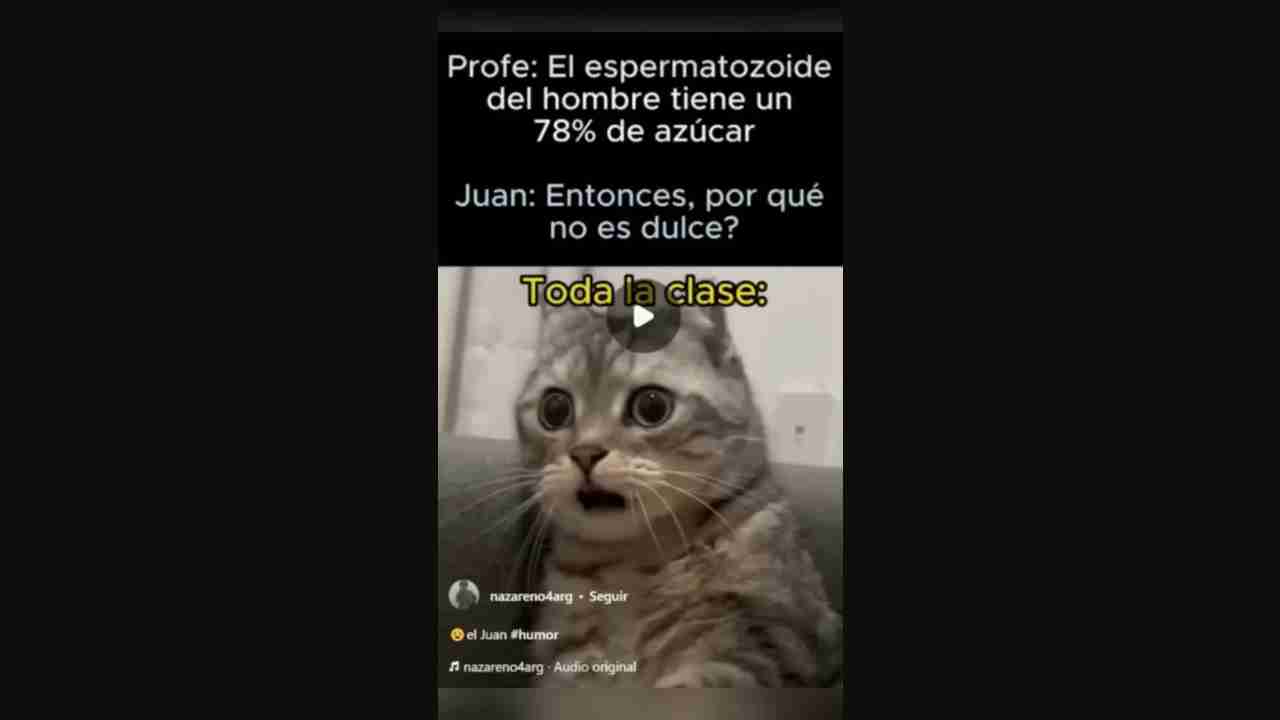 Profe: El espermatozoide
del hombre tiene un
78% de azúcar
Juan: Entonces, por qué
no es dulce?
Toda la clase:
nazareno4arg • Seguir
😮el Juan #humor
nazareno4arg · Audio original